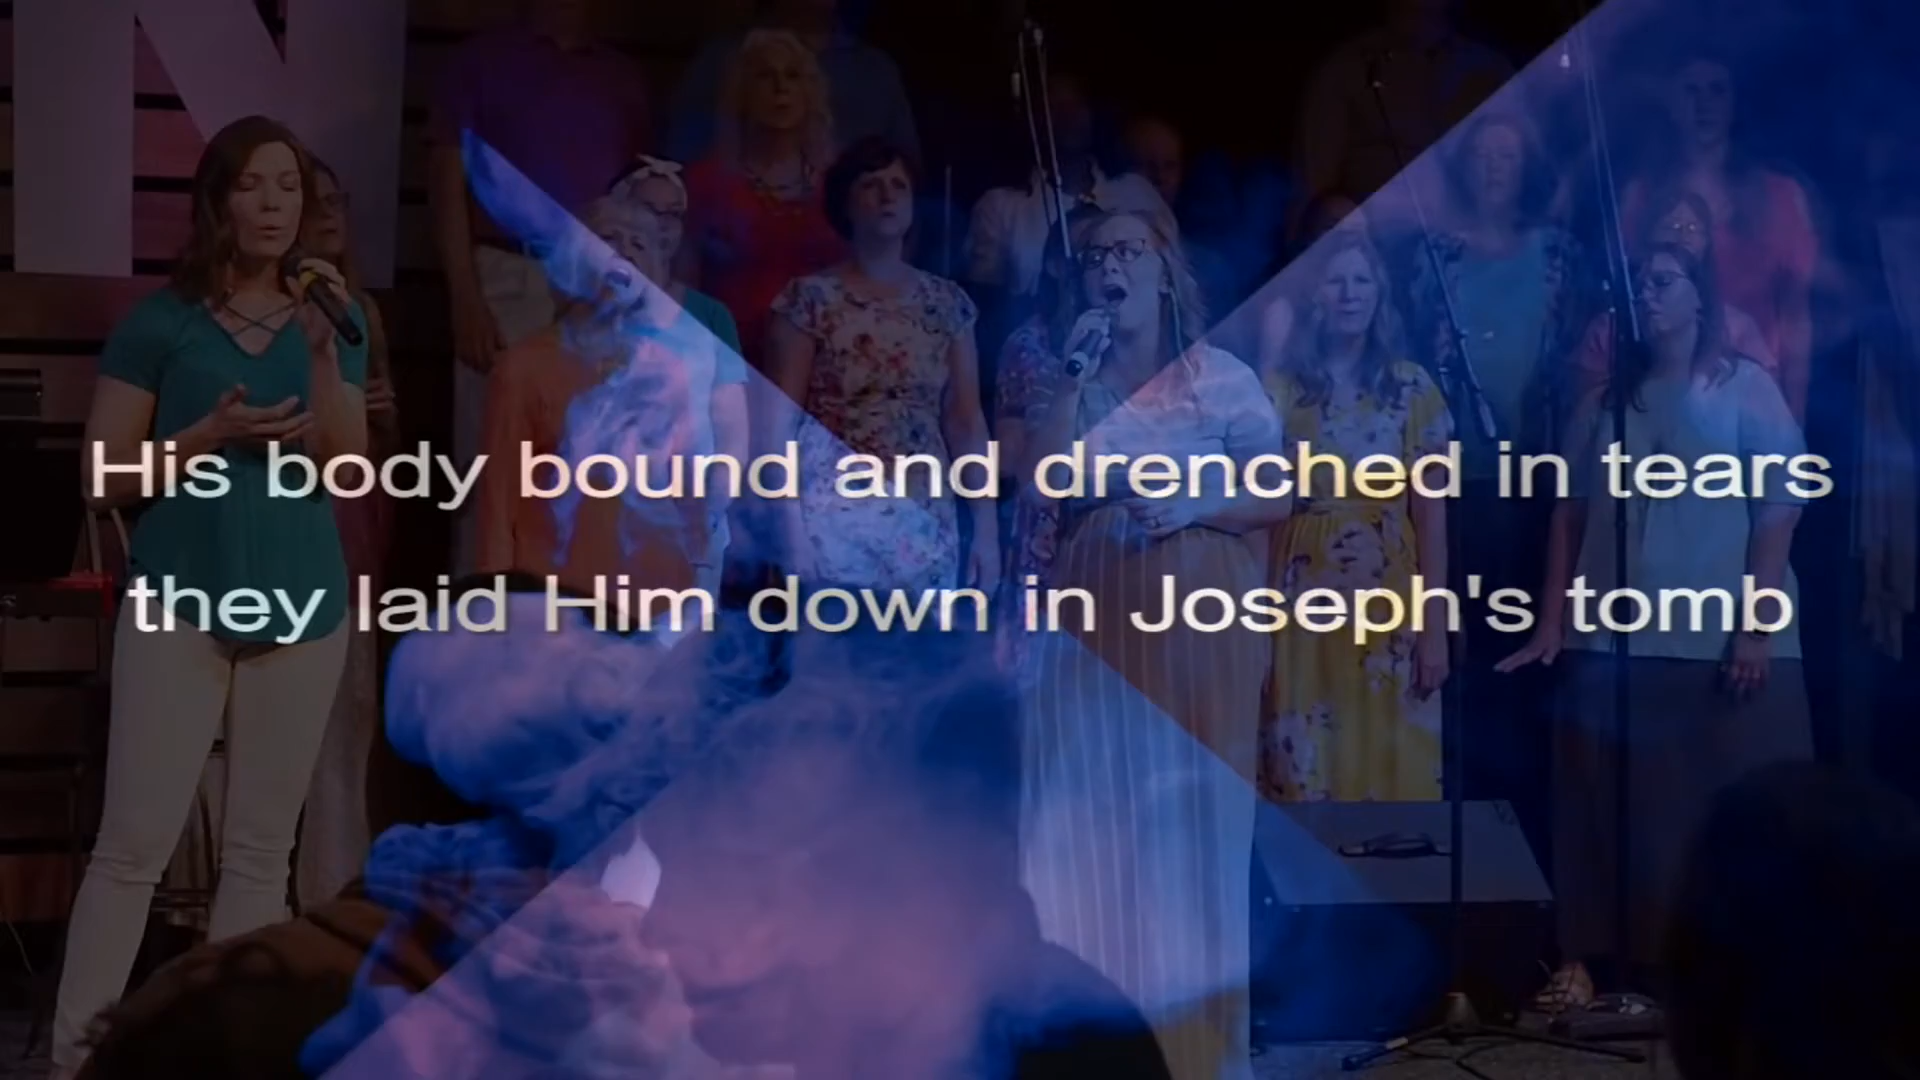 N
His body bound and drenched in tears
they laid Him down in Joseph's tomb